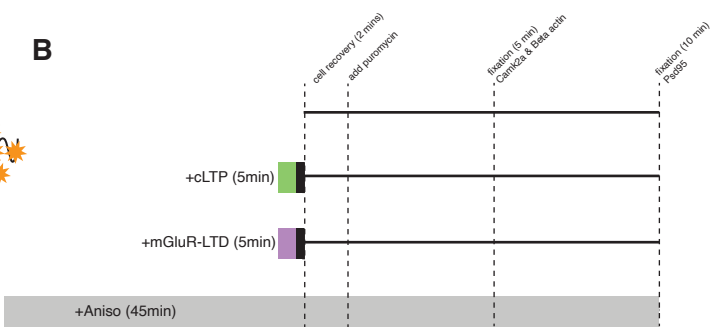 B
cell recovery (2 mins)
add puromycin
fixation (5 min)
Camk2a & Beta actin
fixation (10 min)
Psd95
+cLTP (5min)
+mGluR-LTD (5min)
+Aniso (45min)